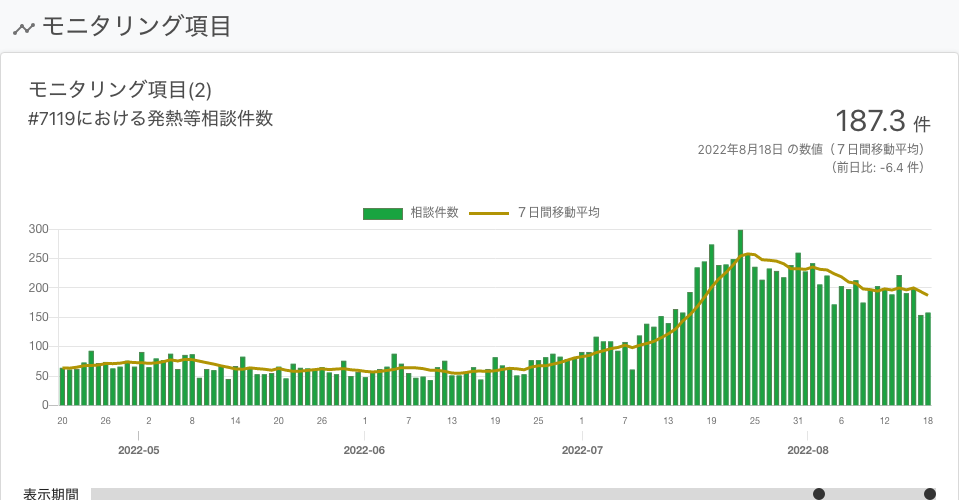 モニタリング項目
モニタリング項目(2)
#7119における発熱等相談件数
187.3 件
2022年8月18日 の数値（７日間移動平均）
（前日比: -6.4 件）
相談件数 ７日間移動平均
300
250
200
150
100
50
0
20 26 2 8 14 20 26 1 7 13 19 25 1 7 13 19 25 31 6 12 18
2022-05 2022-06 2022-07 2022-08
表示期間